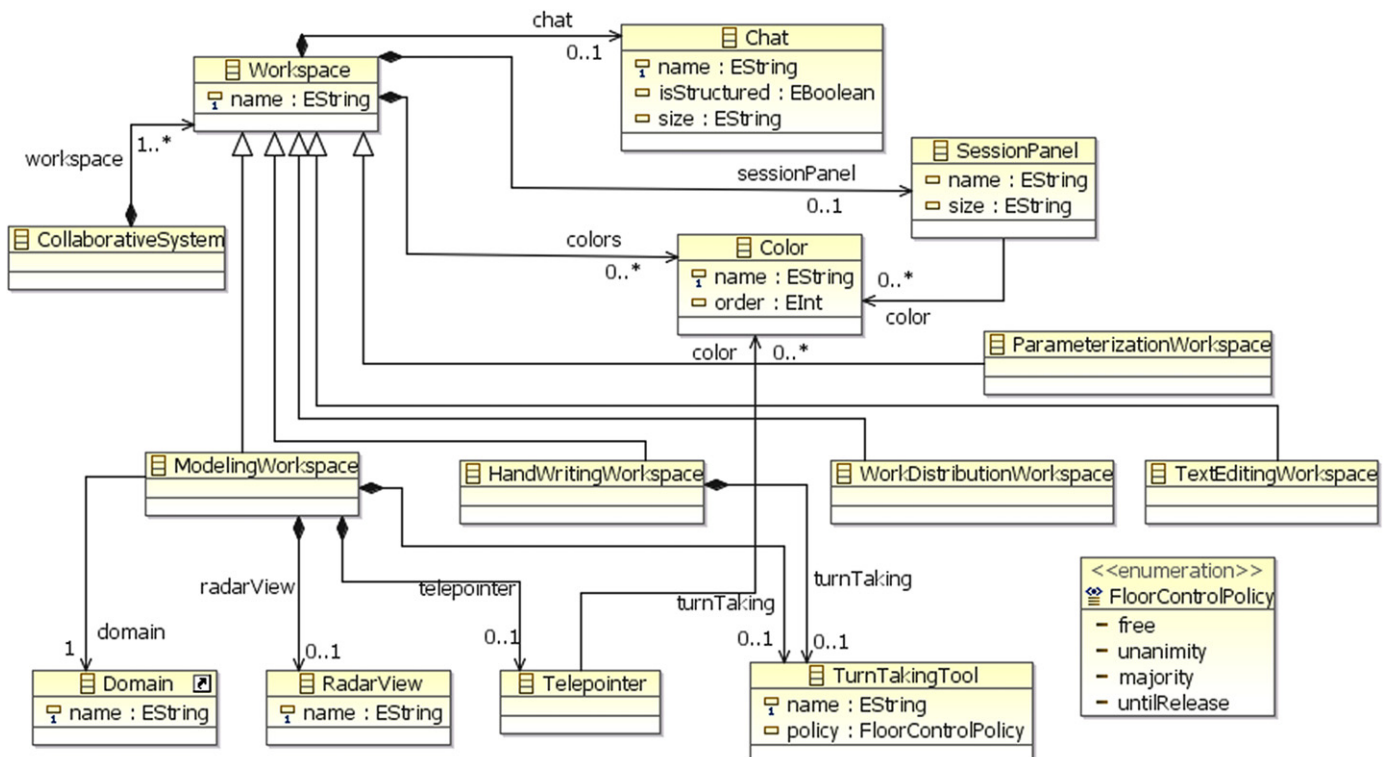 chat
0..1
Chat
name : EString
isStructured : EBoolean
size : EString
Workspace
name : EString
1..*
workspace
CollaborativeSystem
sessionPanel
0..1
SessionPanel
name : EString
size : EString
colors
0..*
Color
name : EString
order : EInt
0..*
color
color
0..*
ParameterizationWorkspace
ModelingWorkspace
HandWritingWorkspace
WorkDistributionWorkspace
TextEditingWorkspace
radarView
telepointer
turnTaking
turnTaking
domain
1
0..1
0..1
0..1
0..1
<<enumeration>>
FloorControlPolicy
free
unanimity
majority
untilRelease
Domain
name : EString
RadarView
name : EString
Telepointer
TurnTakingTool
name : EString
policy : FloorControlPolicy